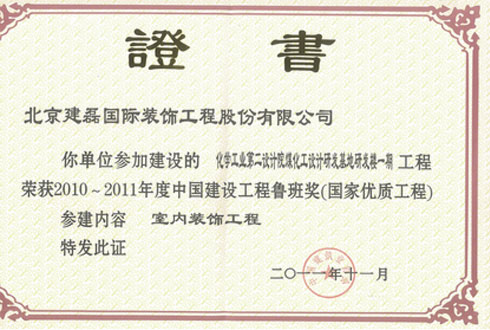 證書
北京建磊国际装饰工程股份有限公司
你单位参加建设的 化学工业第二设计院煤化工设计研发基地研发楼一期 工程
荣获2010～2011年度中国建设工程鲁班奖(国家优质工程)
参建内容 室内装饰工程
特发此证
二〇一一年十一月